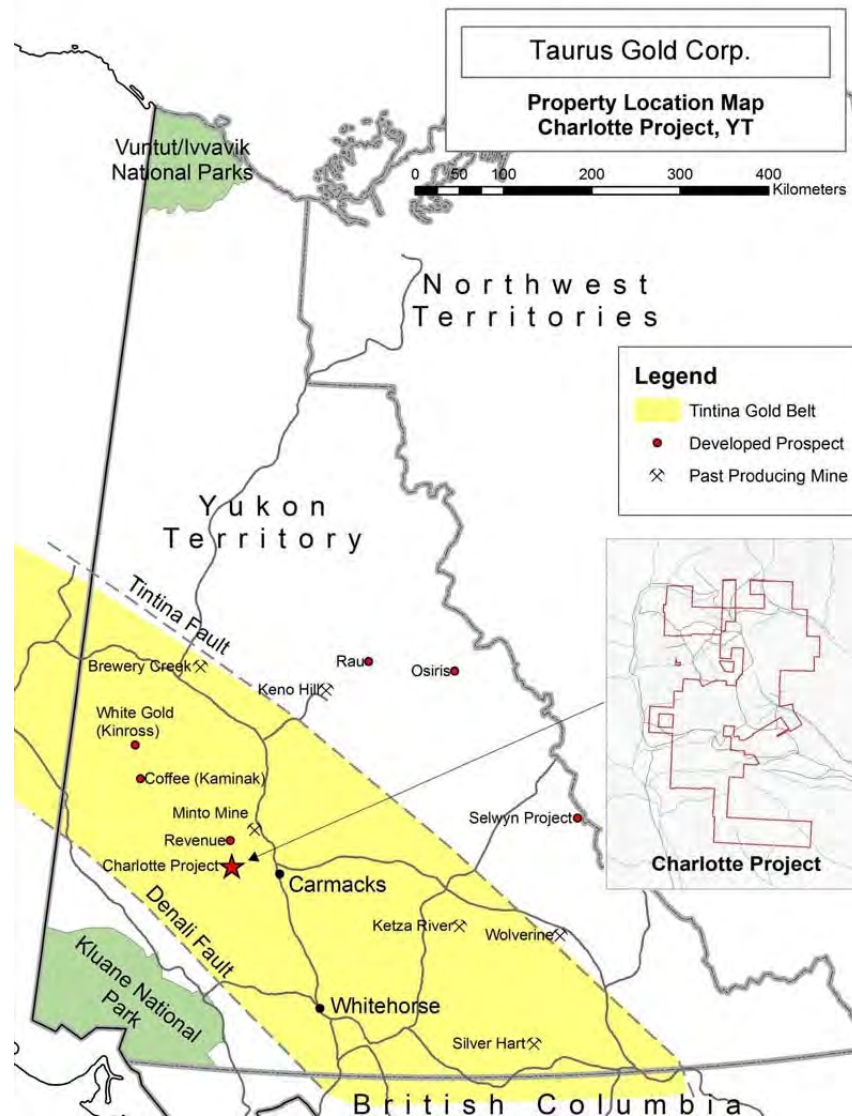 Taurus Gold Corp.
Property Location Map
Charlotte Project, YT
Vuntut/Ivvavik
National Parks
0 50 100 200 300 400
Kilometers
Northwest
Territories
Legend
Tintina Gold Belt
Developed Prospect
Past Producing Mine
Yukon
Territory
Tintina Fault
Brewery Creek
Rau
Osiris
Keno Hill
White Gold
(Kinross)
Coffee (Kaminak)
Minto Mine
Revenue
Selwyn Project
Charlotte Project
Charlotte Project
Carmacks
Denali Fault
Ketza River
Wolverine
Kluane National
Park
Whitehorse
Silver Hart
British Columbia